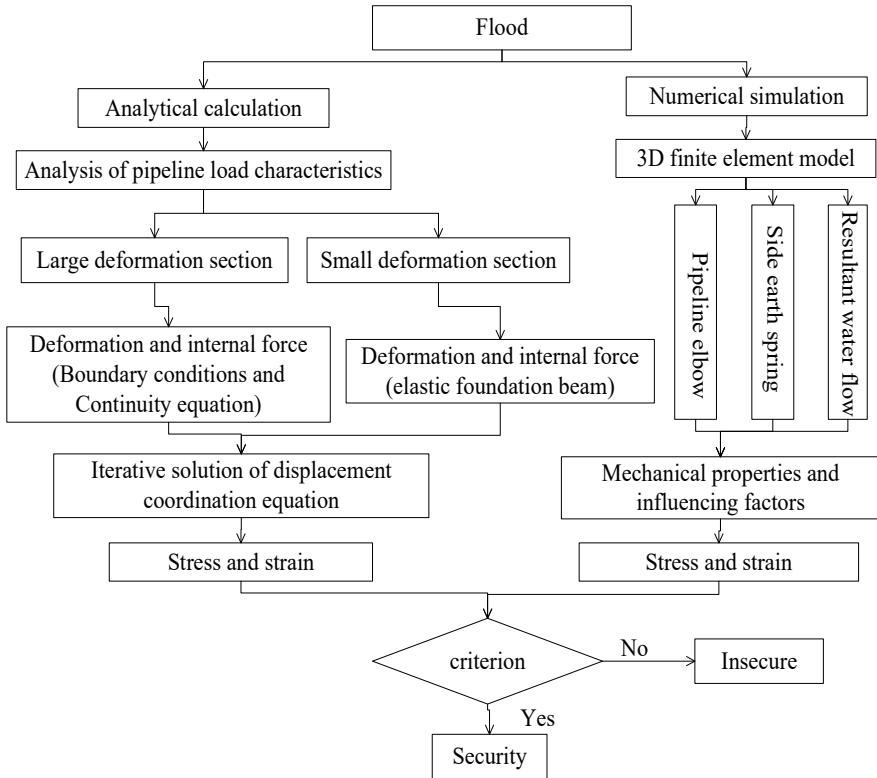 Flood
Analytical calculation
Numerical simulation
Analysis of pipeline load characteristics
3D finite element model
Large deformation section
Small deformation section
Pipeline elbow
Side earth spring
Resultant water flow
Deformation and internal force
(Boundary conditions and
Continuity equation)
Deformation and internal force
(elastic foundation beam)
Iterative solution of displacement
coordination equation
Mechanical properties and
influencing factors
Stress and strain
Stress and strain
criterion
No
Insecure
Yes
Security